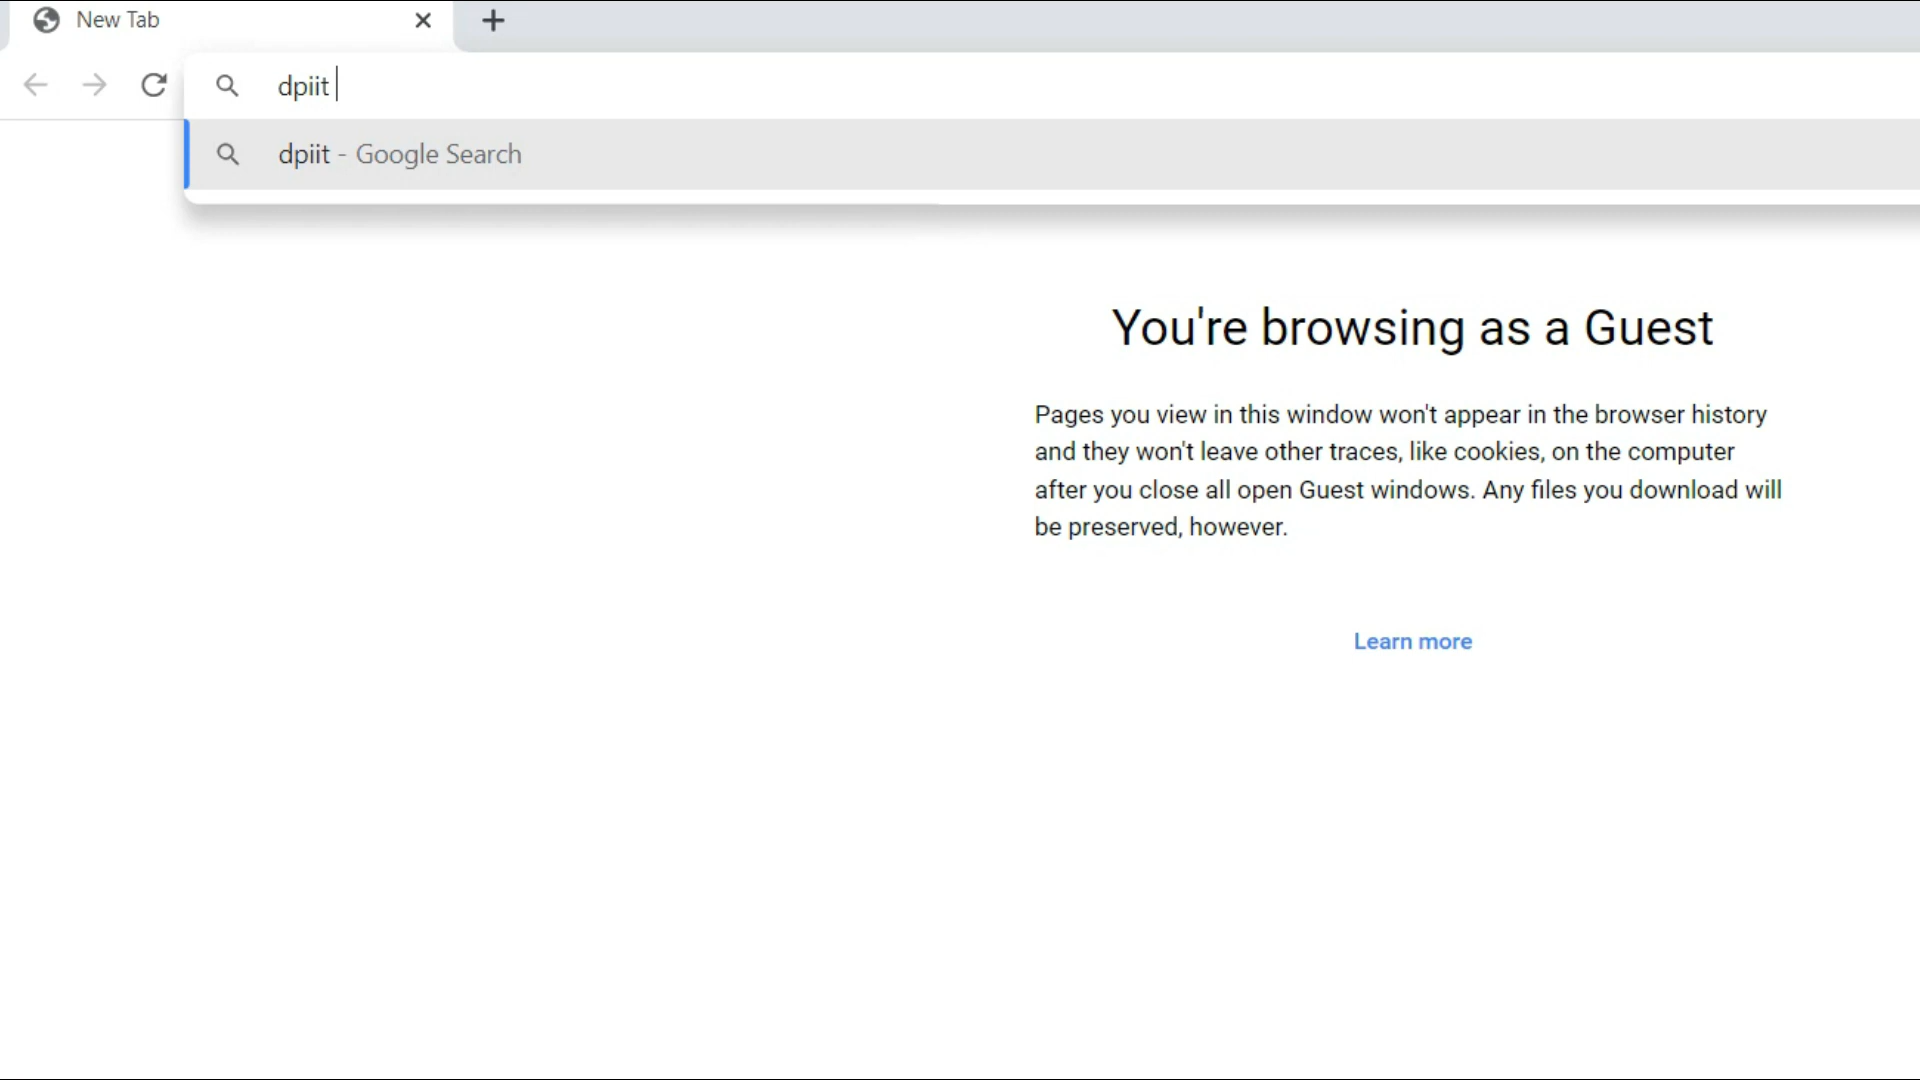 New Tab
dpiit
dpiit - Google Search
You're browsing as a Guest
Pages you view in this window won't appear in the browser history
and they won't leave other traces, like cookies, on the computer
after you close all open Guest windows. Any files you download will
be preserved, however.
Learn more